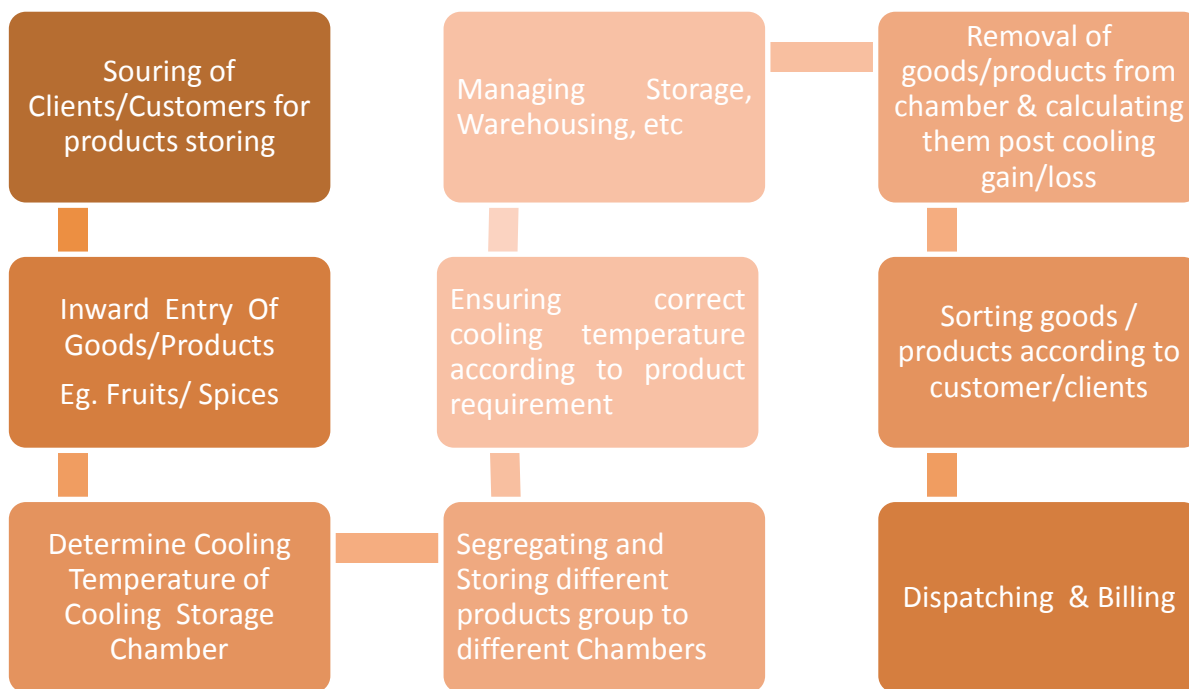 Souring of
Clients/Customers for
products storing
Inward Entry Of
Goods/Products
Eg. Fruits/ Spices
Determine Cooling
Temperature of
Cooling Storage
Chamber
Segregating and
Storing different
products group to
different Chambers
Ensuring correct
cooling temperature
according to product
requirement
Managing Storage,
Warehousing, etc
Removal of
goods/products from
chamber & calculating
them post cooling
gain/loss
Sorting goods /
products according to
customer/clients
Dispatching & Billing